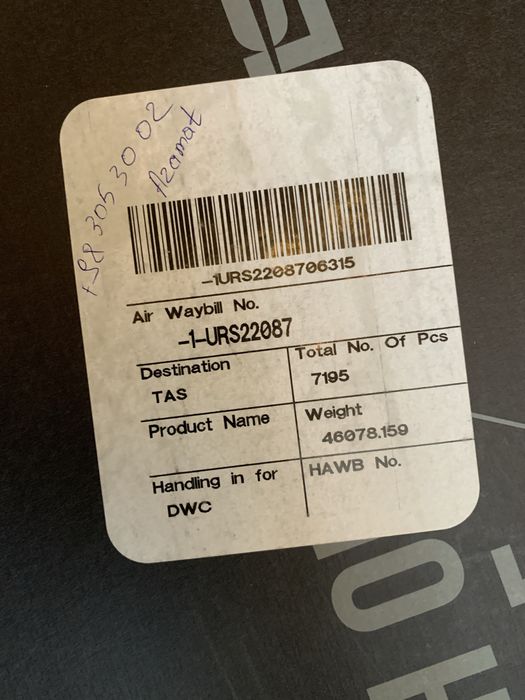 +998 305 30 02
Azamat
-1URS2208706315
Air Waybill No.
-1-URS22087
Destination
TAS
Total No. Of Pcs
7195
Product Name
Weight
46078.159
Handling in for
DWC
HAWB No.